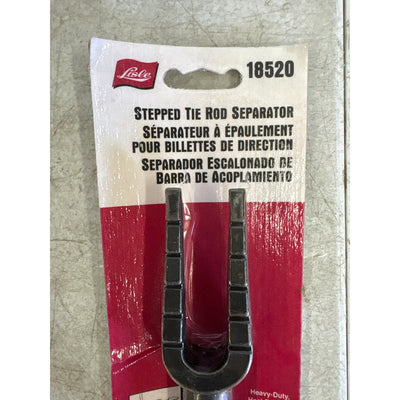 Lisle
18520
STEPPED TIE ROD SEPARATOR
SÉPARATEUR À ÉPAULEMENT
POUR BILLETTES DE DIRECTION
SEPARADOR ESCALONADO DE
BARRA DE ACOPLAMIENTO
Heavy-Duty,